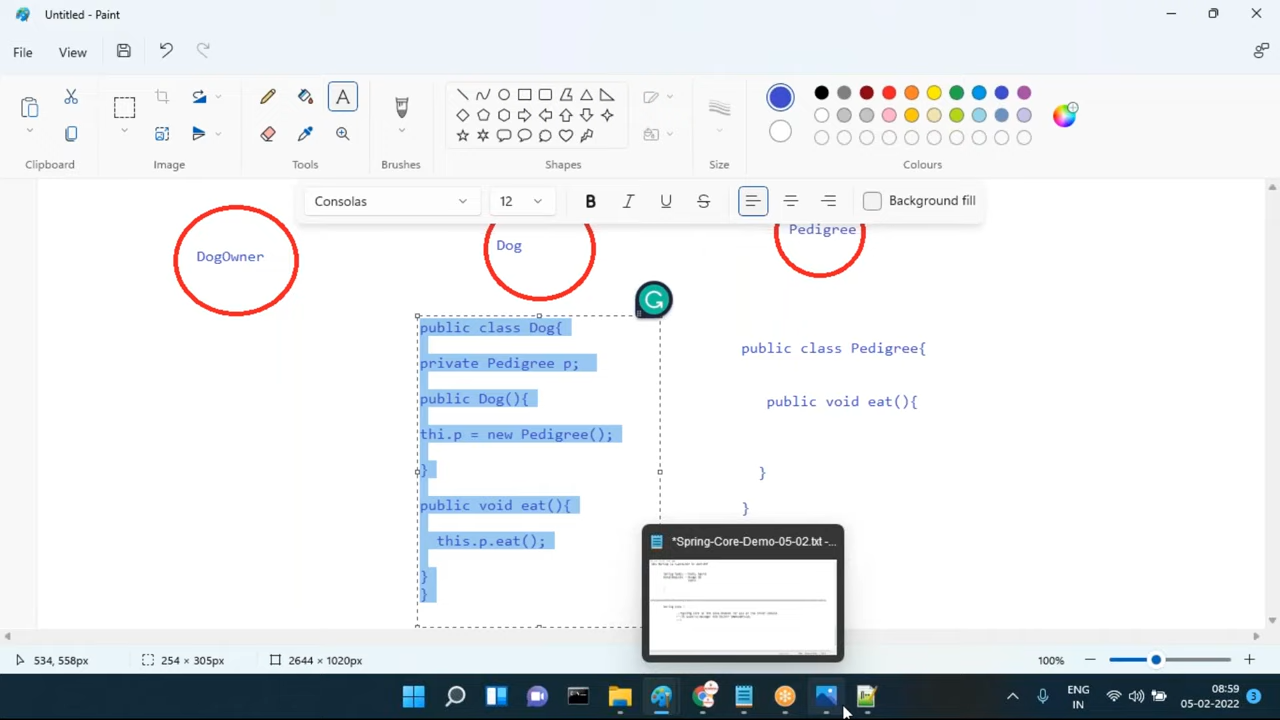 Untitled - Paint
File View
Clipboard
Image
Tools
Brushes
Shapes
Size
Colours
Consolas
12
B I U S
Background fill
DogOwner
Dog
Pedigree
public class Dog{
private Pedigree p;
public Dog(){
thi.p = new Pedigree();
}
public void eat(){
this.p.eat();
}
}
public class Pedigree{
public void eat(){
}
}
*Spring-Core-Demo-05-02.txt -...
534, 558px
254 × 305px
2644 × 1020px
100%
ENG
IN
08:59
05-02-2022
3